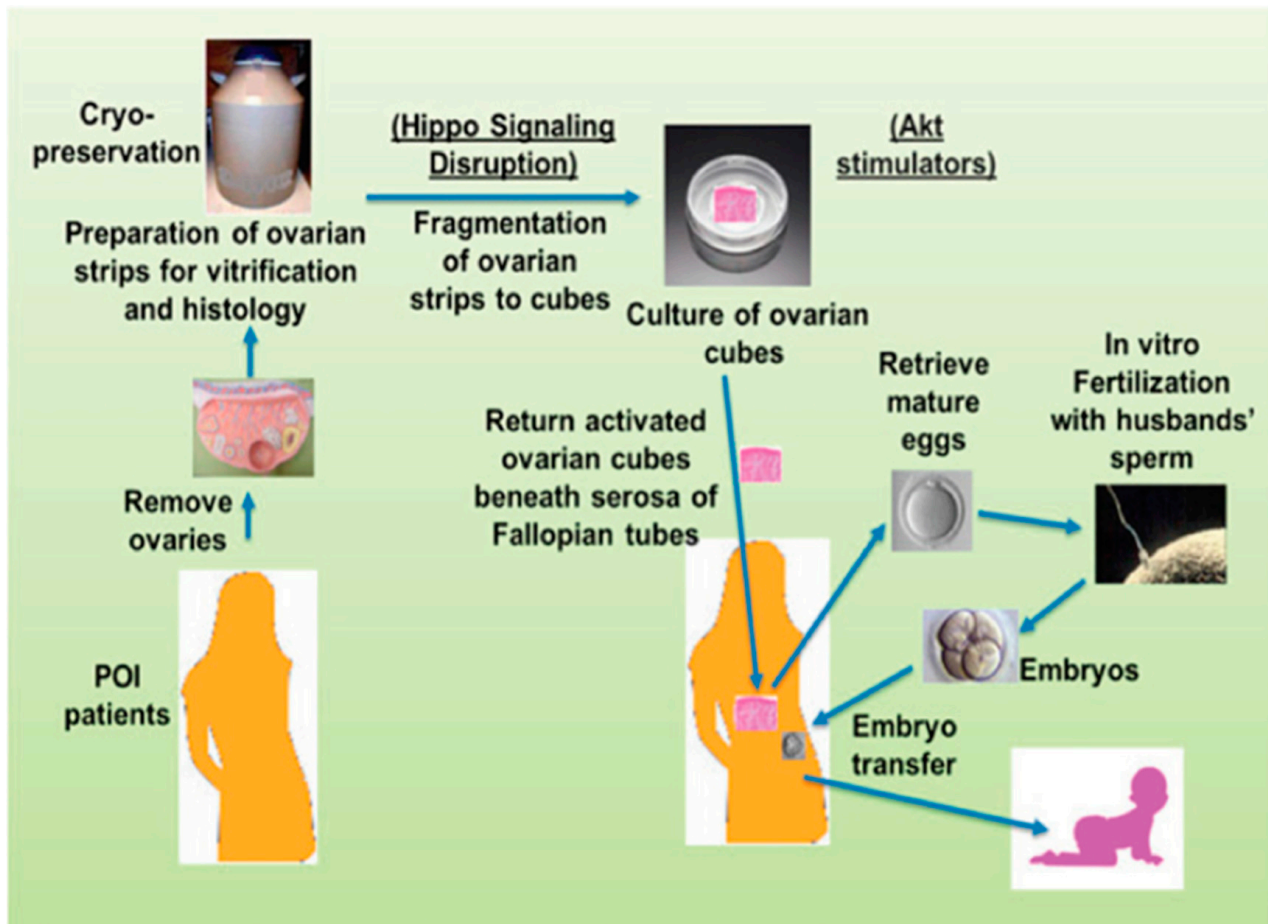 Cryo-
preservation
Preparation of ovarian
strips for vitrification
and histology
Remove
ovaries
POI
patients
(Hippo Signaling
Disruption)
Fragmentation
of ovarian
strips to cubes
(Akt
stimulators)
Culture of ovarian
cubes
Return activated
ovarian cubes
beneath serosa of
Fallopian tubes
Retrieve
mature
eggs
In vitro
Fertilization
with husbands'
sperm
Embryos
Embryo
transfer